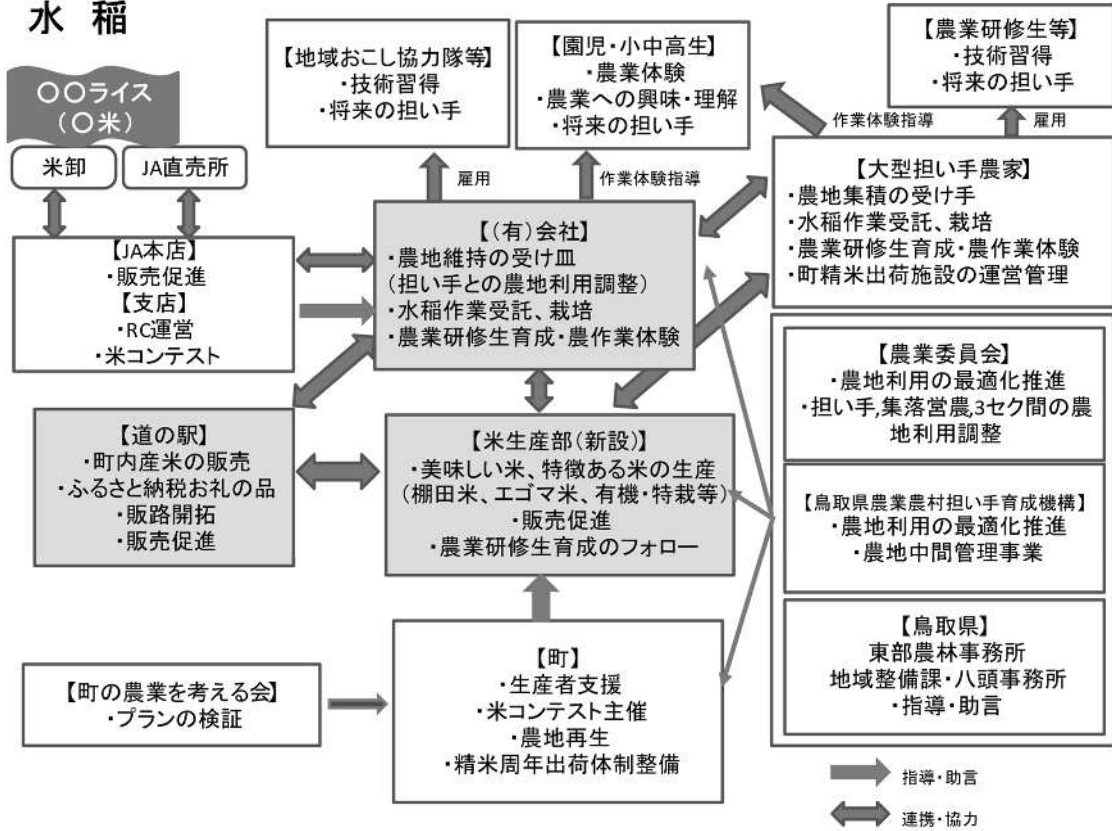 水 稲
〇〇ライス
(〇米)
米卸
JA直売所
【地域おこし協力隊等】
・技術習得
・将来の担い手
【園児・小中高生】
・農業体験
・農業への興味・理解
・将来の担い手
【農業研修生等】
・技術習得
・将来の担い手
雇用
作業体験指導
作業体験指導
雇用
【JA本店】
・販売促進
【支店】
・RC運営
・米コンテスト
【(有)会社】
・農地維持の受け皿
(担い手との農地利用調整)
・水稲作業受託、栽培
・農業研修生育成・農作業体験
【大型担い手農家】
・農地集積の受け手
・水稲作業受託、栽培
・農業研修生育成・農作業体験
・町精米出荷施設の運営管理
【道の駅】
・町内産米の販売
・ふるさと納税お礼の品
・販路開拓
・販売促進
【米生産部(新設)】
・美味しい米、特徴ある米の生産
(棚田米、エゴマ米、有機・特栽等)
・販売促進
・農業研修生育成のフォロー
【農業委員会】
・農地利用の最適化推進
・担い手,集落営農,3セク間の農
地利用調整
【鳥取県農業農村担い手育成機構】
・農地利用の最適化推進
・農地中間管理事業
【鳥取県】
東部農林事務所
地域整備課・八頭事務所
・指導・助言
【町の農業を考える会】
・プランの検証
【町】
・生産者支援
・米コンテスト主催
・農地再生
・精米周年出荷体制整備
指導・助言
連携・協力